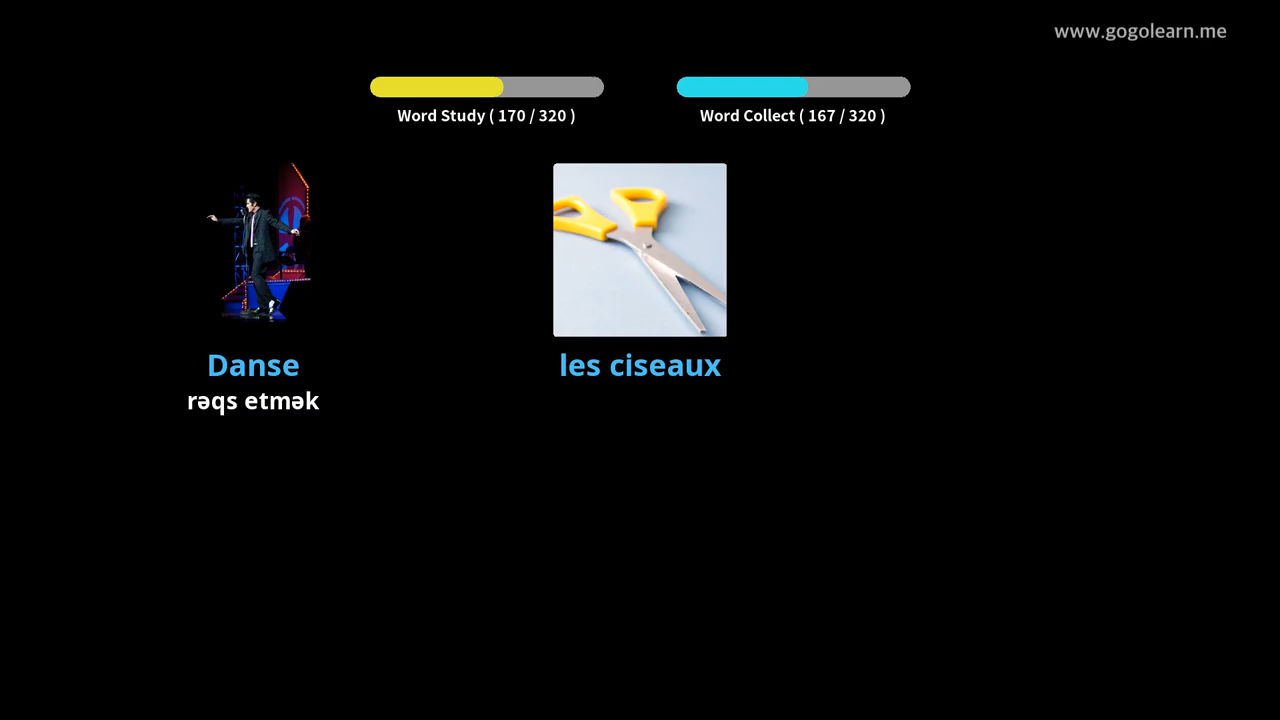 www.gogolearn.me
Word Study ( 170 / 320 )
Word Collect ( 167 / 320 )
Danse
rəqs etmək
les ciseaux